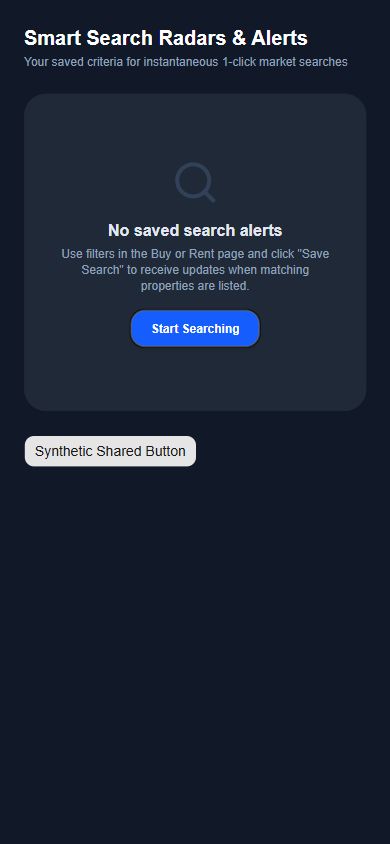 Smart Search Radars & Alerts
Your saved criteria for instantaneous 1-click market searches
No saved search alerts
Use filters in the Buy or Rent page and click "Save
Search" to receive updates when matching
properties are listed.
Start Searching
Synthetic Shared Button